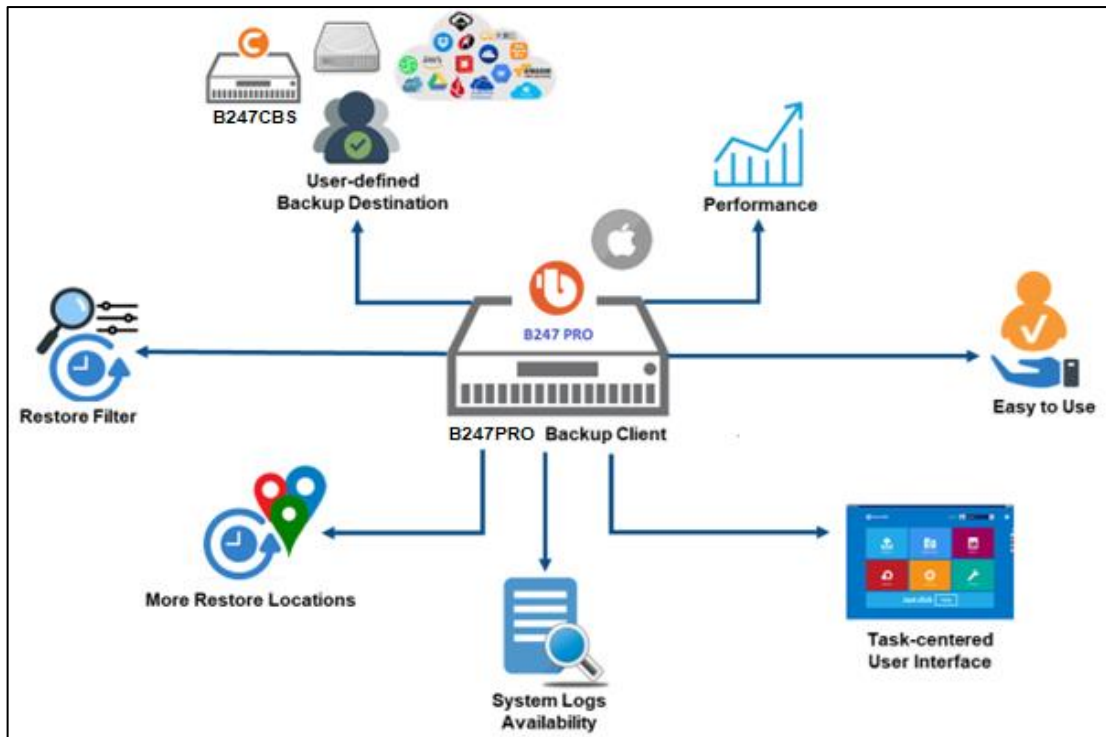 B247CBS
User-defined
Backup Destination
Performance
B247 PRO
Restore Filter
Easy to Use
B247PRO Backup Client
More Restore Locations
Task-centered
User Interface
System Logs
Availability